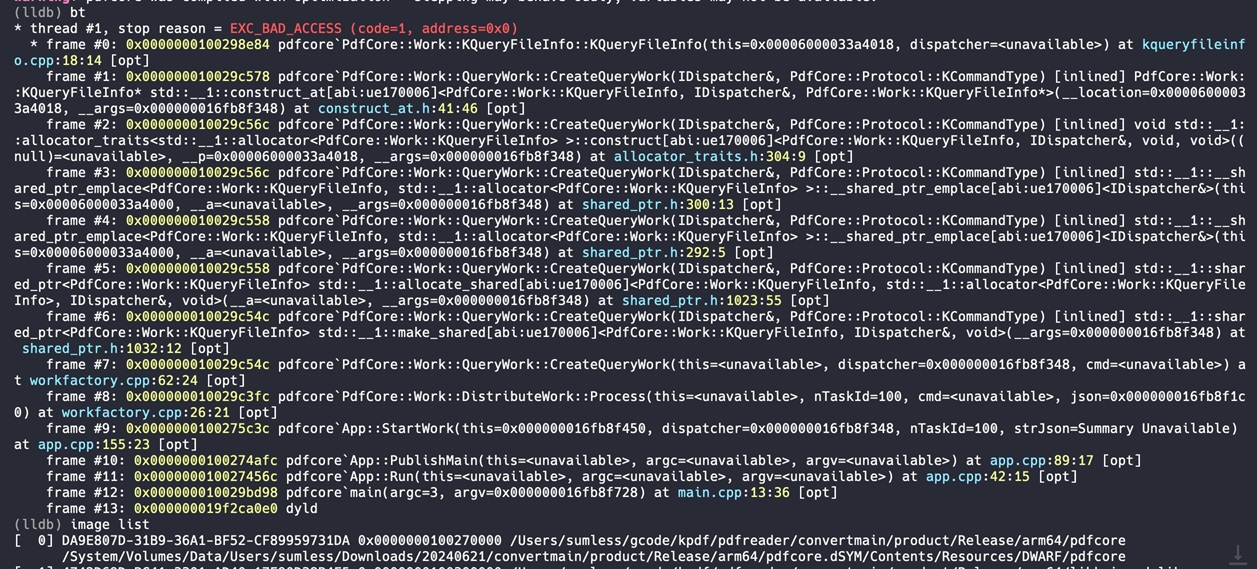 (lldb) bt
* thread #1, stop reason = EXC_BAD_ACCESS (code=1, address=0x0)
  * frame #0: 0x0000000100298e84 pdfcore`PdfCore::Work::KQueryFileInfo::KQueryFileInfo(this=0x00006000033a4018, dispatcher=<unavailable>) at kqueryfileinf
o.cpp:18:14 [opt]
    frame #1: 0x000000010029c578 pdfcore`PdfCore::Work::QueryWork::CreateQueryWork(IDispatcher&, PdfCore::Protocol::KCommandType) [inlined] PdfCore::Work:
:KQueryFileInfo* std::__1::construct_at[abi:ue170006]<PdfCore::Work::KQueryFileInfo, IDispatcher&, PdfCore::Work::KQueryFileInfo*>(__location=0x0000600003
3a4018, __args=0x000000016fb8f348) at construct_at.h:41:46 [opt]
    frame #2: 0x000000010029c56c pdfcore`PdfCore::Work::QueryWork::CreateQueryWork(IDispatcher&, PdfCore::Protocol::KCommandType) [inlined] void std::__1:
:allocator_traits<std::__1::allocator<PdfCore::Work::KQueryFileInfo> >::construct[abi:ue170006]<PdfCore::Work::KQueryFileInfo, IDispatcher&, void, void>((
null)=<unavailable>, __p=0x00006000033a4018, __args=0x000000016fb8f348) at allocator_traits.h:304:9 [opt]
    frame #3: 0x000000010029c56c pdfcore`PdfCore::Work::QueryWork::CreateQueryWork(IDispatcher&, PdfCore::Protocol::KCommandType) [inlined] std::__1::__sh
ared_ptr_emplace<PdfCore::Work::KQueryFileInfo, std::__1::allocator<PdfCore::Work::KQueryFileInfo> >::__shared_ptr_emplace[abi:ue170006]<IDispatcher&>(thi
s=0x00006000033a4000, __a=<unavailable>, __args=0x000000016fb8f348) at shared_ptr.h:300:13 [opt]
    frame #4: 0x000000010029c558 pdfcore`PdfCore::Work::QueryWork::CreateQueryWork(IDispatcher&, PdfCore::Protocol::KCommandType) [inlined] std::__1::__sh
ared_ptr_emplace<PdfCore::Work::KQueryFileInfo, std::__1::allocator<PdfCore::Work::KQueryFileInfo> >::__shared_ptr_emplace[abi:ue170006]<IDispatcher&>(thi
s=0x00006000033a4000, __a=<unavailable>, __args=0x000000016fb8f348) at shared_ptr.h:292:5 [opt]
    frame #5: 0x000000010029c558 pdfcore`PdfCore::Work::QueryWork::CreateQueryWork(IDispatcher&, PdfCore::Protocol::KCommandType) [inlined] std::__1::shar
ed_ptr<PdfCore::Work::KQueryFileInfo> std::__1::allocate_shared[abi:ue170006]<PdfCore::Work::KQueryFileInfo, std::__1::allocator<PdfCore::Work::KQueryFile
Info>, IDispatcher&, void>(__a=<unavailable>, __args=0x000000016fb8f348) at shared_ptr.h:1023:55 [opt]
    frame #6: 0x000000010029c54c pdfcore`PdfCore::Work::QueryWork::CreateQueryWork(IDispatcher&, PdfCore::Protocol::KCommandType) [inlined] std::__1::shar
ed_ptr<PdfCore::Work::KQueryFileInfo> std::__1::make_shared[abi:ue170006]<PdfCore::Work::KQueryFileInfo, IDispatcher&, void>(__args=0x000000016fb8f348) at
 shared_ptr.h:1032:12 [opt]
    frame #7: 0x000000010029c54c pdfcore`PdfCore::Work::QueryWork::CreateQueryWork(this=<unavailable>, dispatcher=0x000000016fb8f348, cmd=<unavailable>) a
t workfactory.cpp:62:24 [opt]
    frame #8: 0x000000010029c3fc pdfcore`PdfCore::Work::DistributeWork::Process(this=<unavailable>, nTaskId=100, cmd=<unavailable>, json=0x000000016fb8f1c
0) at workfactory.cpp:26:21 [opt]
    frame #9: 0x0000000100275c3c pdfcore`App::StartWork(this=0x000000016fb8f450, dispatcher=0x000000016fb8f348, nTaskId=100, strJson=Summary Unavailable)
at app.cpp:155:23 [opt]
    frame #10: 0x0000000100274afc pdfcore`App::PublishMain(this=<unavailable>, argc=<unavailable>, argv=<unavailable>) at app.cpp:89:17 [opt]
    frame #11: 0x000000010027456c pdfcore`App::Run(this=<unavailable>, argc=<unavailable>, argv=<unavailable>) at app.cpp:42:15 [opt]
    frame #12: 0x000000010029bd98 pdfcore`main(argc=3, argv=0x000000016fb8f728) at main.cpp:13:36 [opt]
    frame #13: 0x000000019f2ca0e0 dyld
(lldb) image list
[  0] DA9E807D-31B9-36A1-BF52-CF89959731DA 0x0000000100270000 /Users/sumless/gcode/kpdf/pdfreader/convertmain/product/Release/arm64/pdfcore
      /System/Volumes/Data/Users/sumless/Downloads/20240621/convertmain/product/Release/arm64/pdfcore.dSYM/Contents/Resources/DWARF/pdfcore